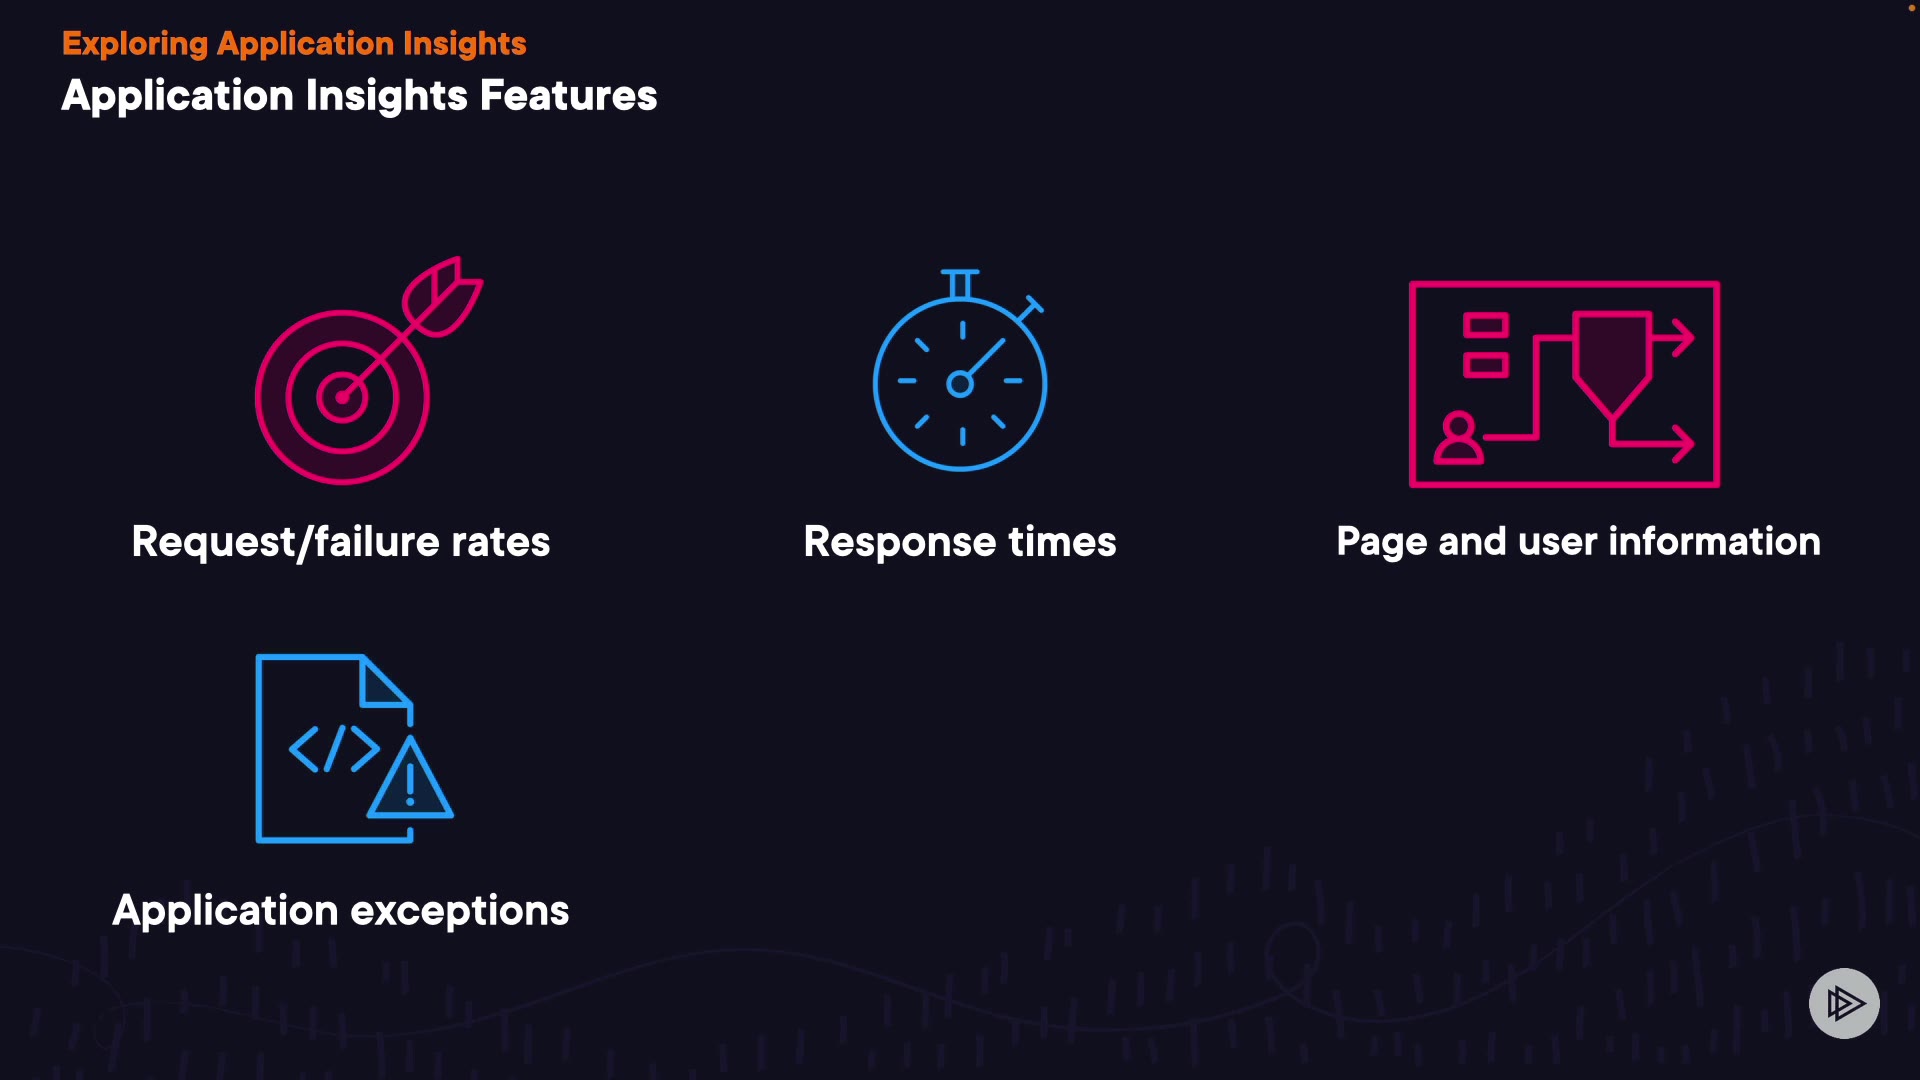 Exploring Application Insights
Application Insights Features
Request/failure rates
Response times
Page and user information
</>
Application exceptions